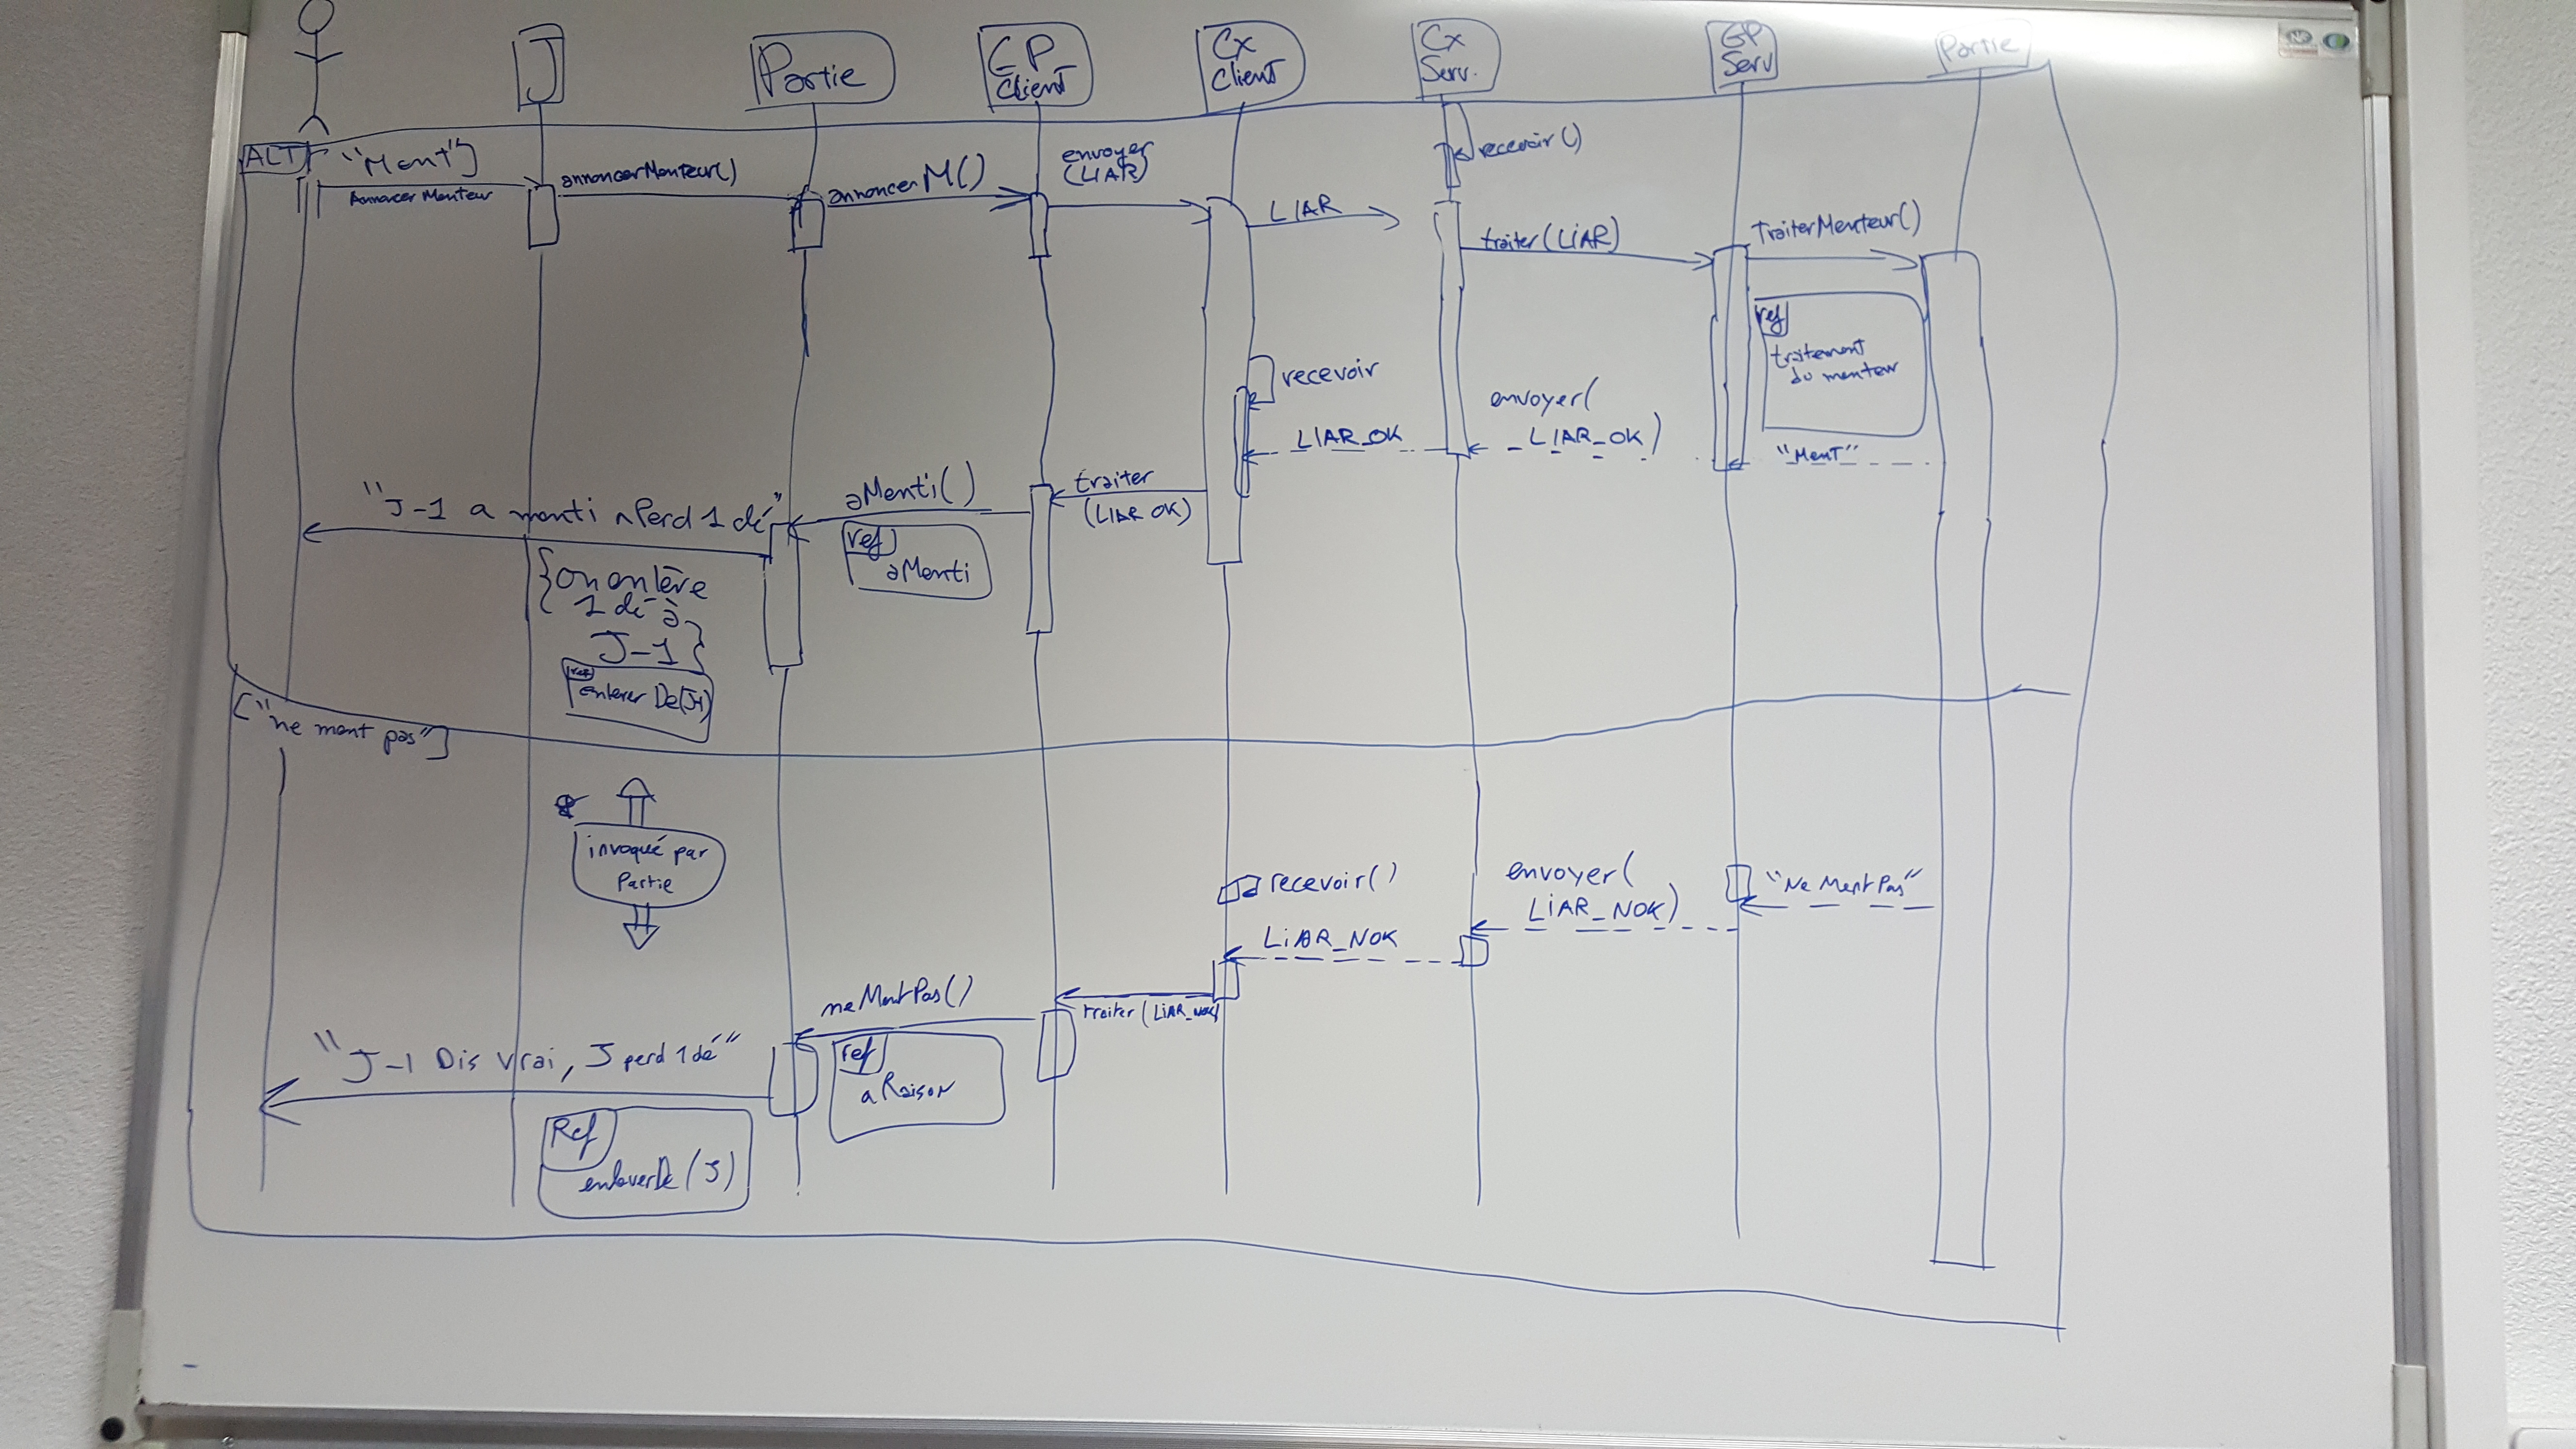 J
Partie
GP
Client
Cx
Client
Cx
Serv.
GP
Serv
Partie
ALT
["Ment"]
Annoncer Menteur
annoncerMenteur()
annoncerM()
envoyer
(LIAR)
LIAR
recevoir()
traiter(LIAR)
TraiterMenteur()
ref
traitement
du menteur
recevoir
envoyer(
LIAR_OK)
LIAR_OK
"Ment"
traiter
(LIAR OK)
aMenti()
ref
aMenti
"J-1 a menti Perd 1 dé"
{on enlève
1 dé à
J-1}
ref
enlever De(J-1)
["ne ment pas"]
invoqué par
Partie
"Ne Ment Pas"
envoyer(
LIAR_NOK)
recevoir()
LIAR_NOK
traiter(LIAR_NOK)
neMentPas()
ref
a Raison
"J-1 Dis vrai, J perd 1 dé"
Ref
enleverDe(J)